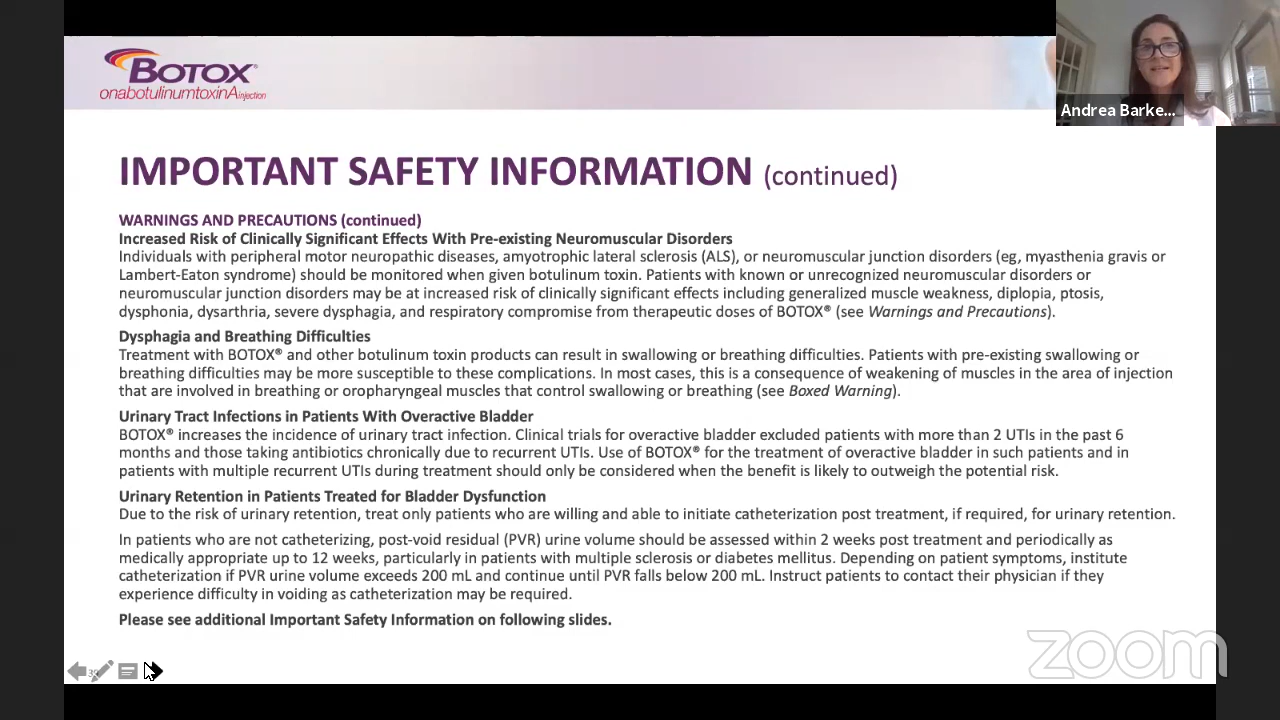 BOTOX®
onabotulinumtoxinA injection
Andrea Barke...
IMPORTANT SAFETY INFORMATION (continued)
WARNINGS AND PRECAUTIONS (continued)
Increased Risk of Clinically Significant Effects With Pre-existing Neuromuscular Disorders
Individuals with peripheral motor neuropathic diseases, amyotrophic lateral sclerosis (ALS), or neuromuscular junction disorders (eg, myasthenia gravis or
Lambert-Eaton syndrome) should be monitored when given botulinum toxin. Patients with known or unrecognized neuromuscular disorders or
neuromuscular junction disorders may be at increased risk of clinically significant effects including generalized muscle weakness, diplopia, ptosis,
dysphonia, dysarthria, severe dysphagia, and respiratory compromise from therapeutic doses of BOTOX® (see Warnings and Precautions).
Dysphagia and Breathing Difficulties
Treatment with BOTOX® and other botulinum toxin products can result in swallowing or breathing difficulties. Patients with pre-existing swallowing or
breathing difficulties may be more susceptible to these complications. In most cases, this is a consequence of weakening of muscles in the area of injection
that are involved in breathing or oropharyngeal muscles that control swallowing or breathing (see Boxed Warning).
Urinary Tract Infections in Patients With Overactive Bladder
BOTOX® increases the incidence of urinary tract infection. Clinical trials for overactive bladder excluded patients with more than 2 UTIs in the past 6
months and those taking antibiotics chronically due to recurrent UTIs. Use of BOTOX® for the treatment of overactive bladder in such patients and in
patients with multiple recurrent UTIs during treatment should only be considered when the benefit is likely to outweigh the potential risk.
Urinary Retention in Patients Treated for Bladder Dysfunction
Due to the risk of urinary retention, treat only patients who are willing and able to initiate catheterization post treatment, if required, for urinary retention.
In patients who are not catheterizing, post-void residual (PVR) urine volume should be assessed within 2 weeks post treatment and periodically as
medically appropriate up to 12 weeks, particularly in patients with multiple sclerosis or diabetes mellitus. Depending on patient symptoms, institute
catheterization if PVR urine volume exceeds 200 mL and continue until PVR falls below 200 mL. Instruct patients to contact their physician if they
experience difficulty in voiding as catheterization may be required.
Please see additional Important Safety Information on following slides.
zoom